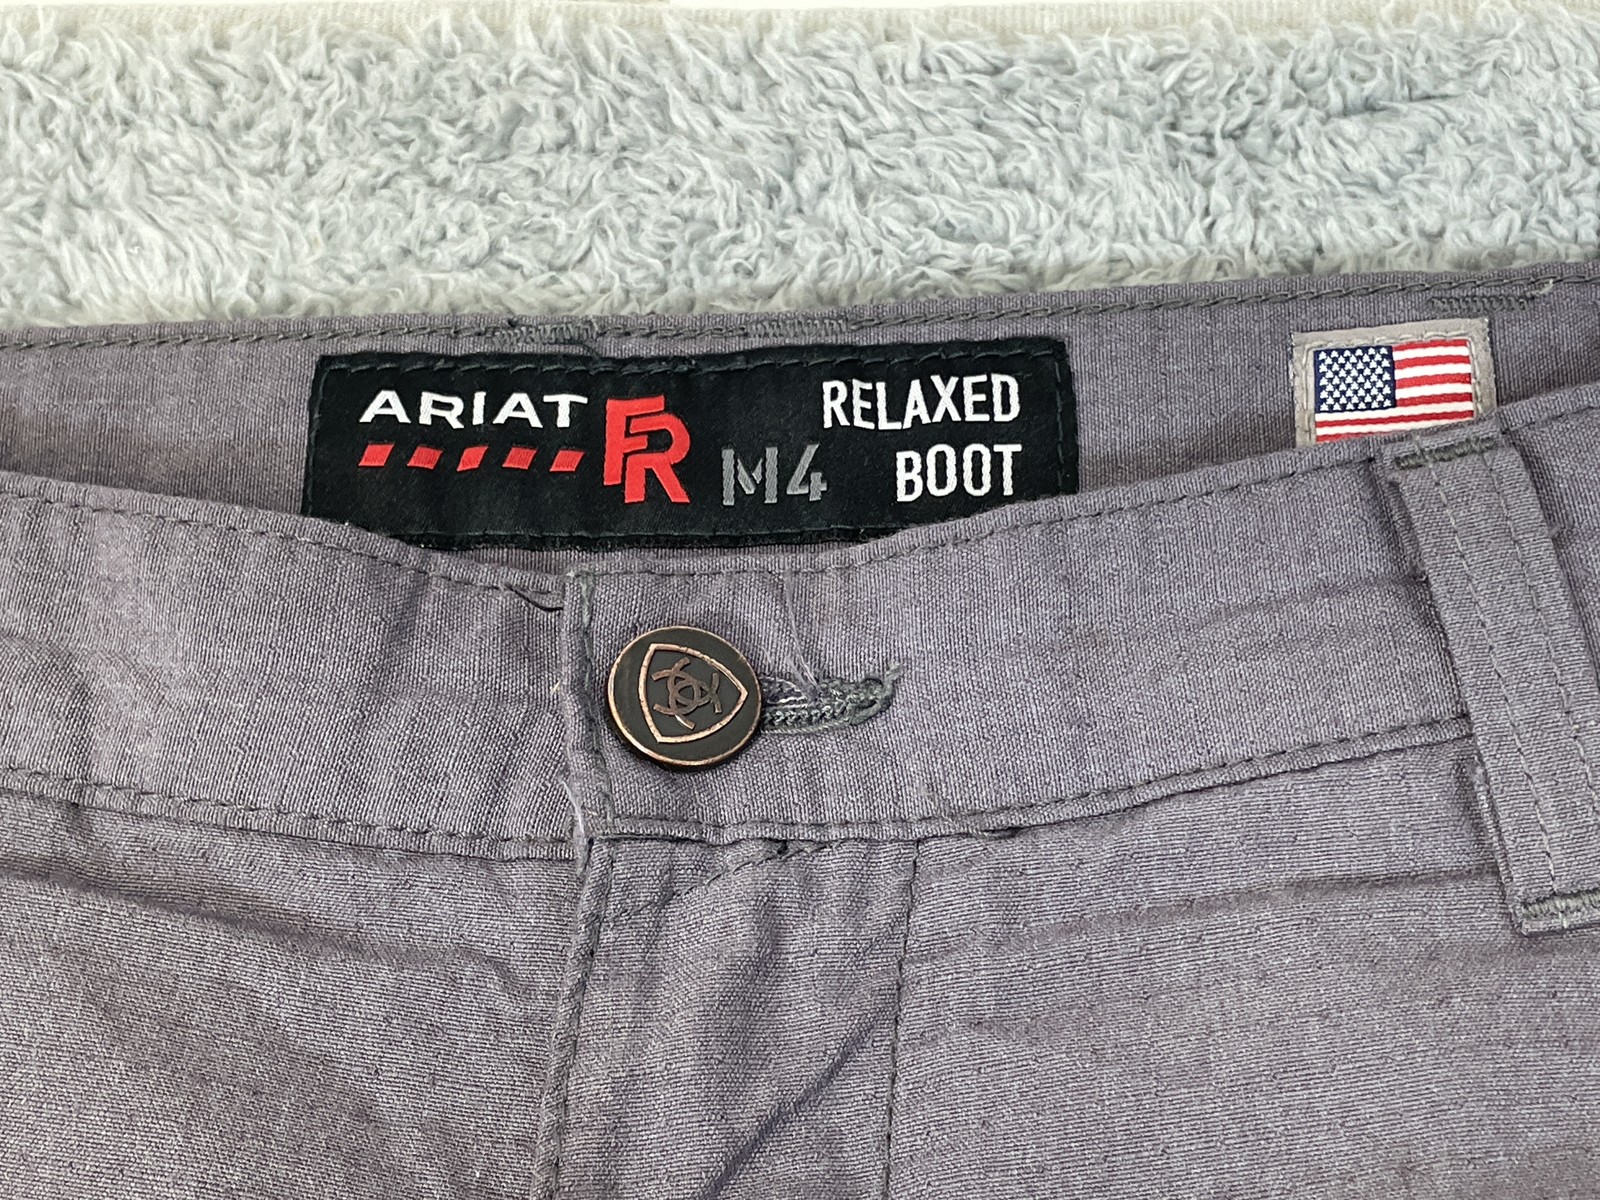 ARIAT FR M4 RELAXED
BOOT